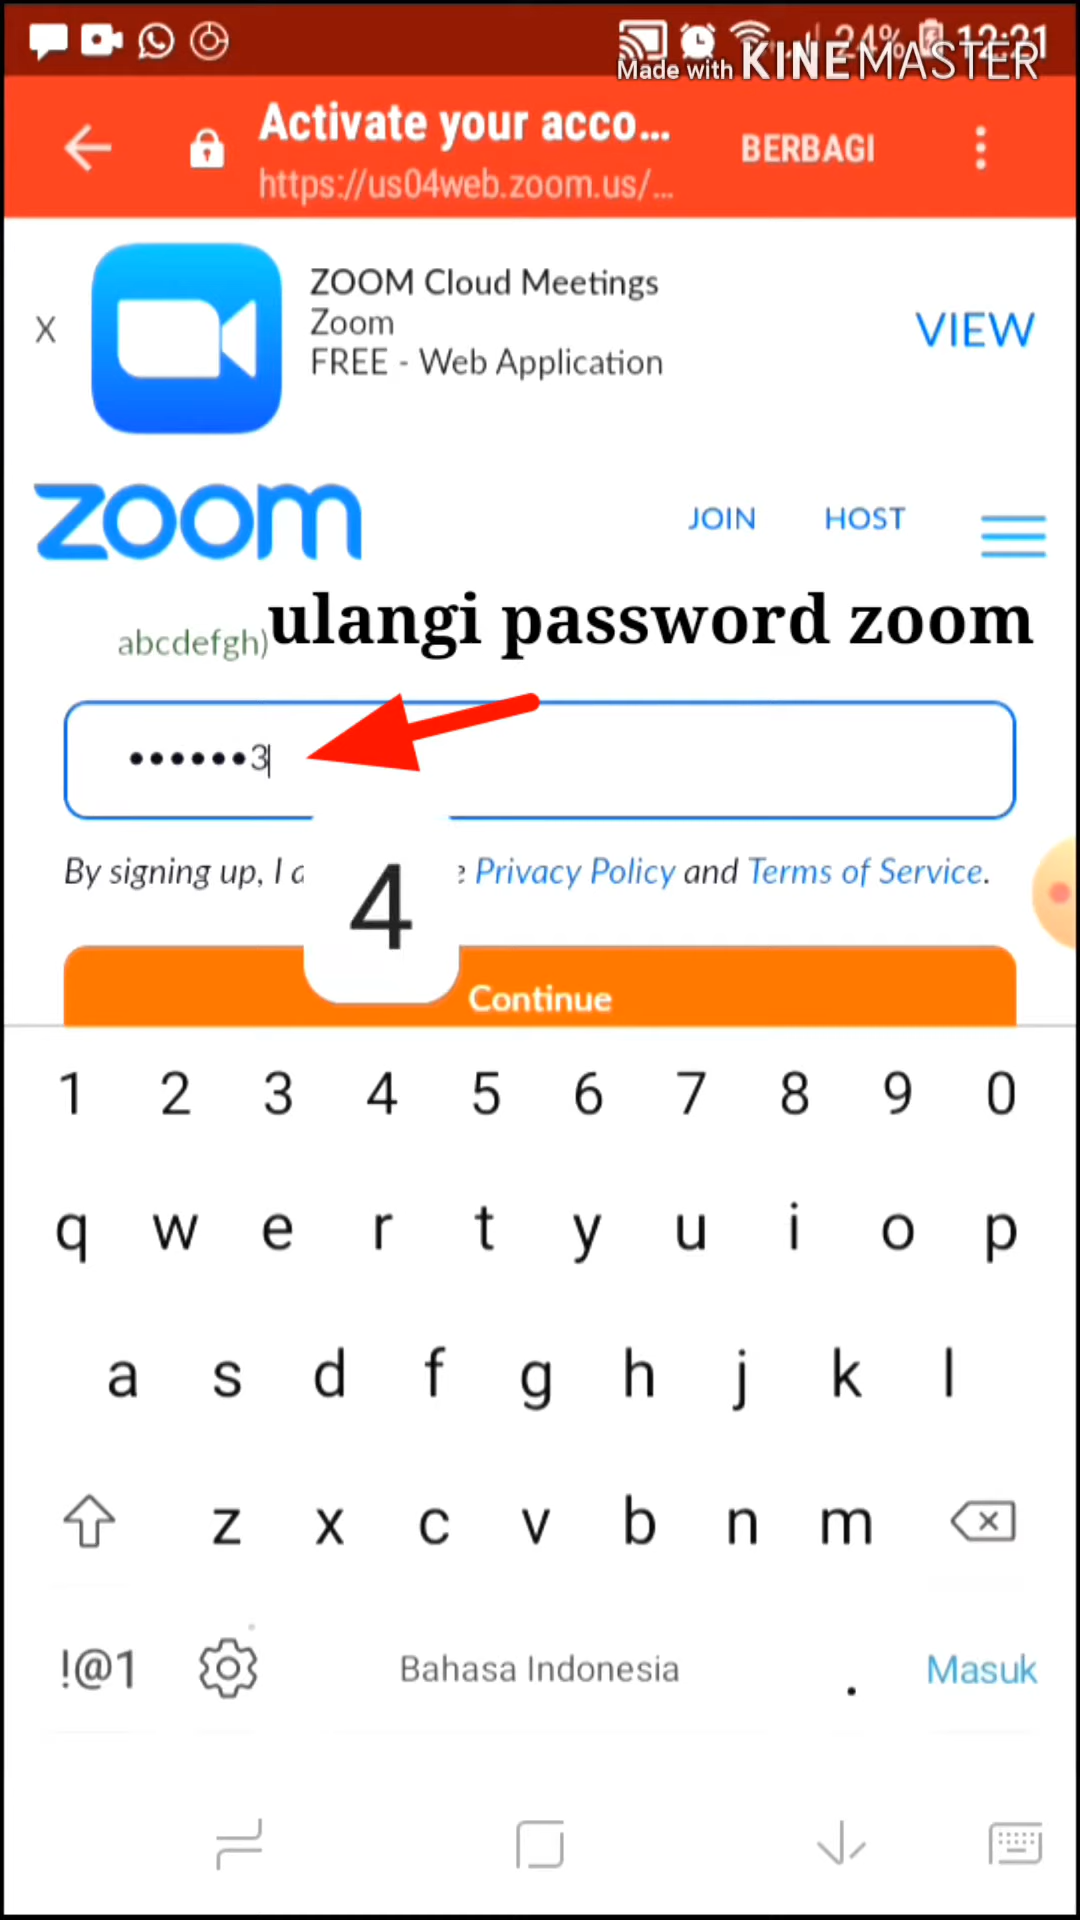 24% 12:21
Made with KINEMASTER
Activate your acco...
https://us04web.zoom.us/...
BERBAGI
X
ZOOM Cloud Meetings
Zoom
FREE - Web Application
VIEW
zoom
JOIN HOST
abcdefgh)
ulangi password zoom
••••••3
By signing up, I a
Privacy Policy and Terms of Service.
4
Continue
1 2 3 4 5 6 7 8 9 0
q w e r t y u i o p
a s d f g h j k l
z x c v b n m
!@1 Bahasa Indonesia . Masuk